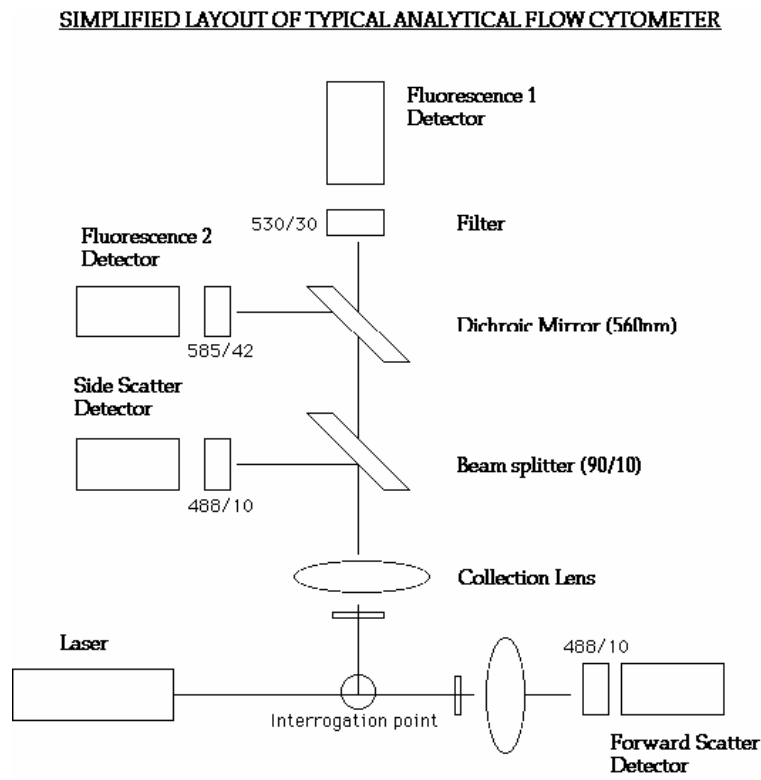 SIMPLIFIED LAYOUT OF TYPICAL ANALYTICAL FLOW CYTOMETER
Fluorescence 1
Detector
530/30
Filter
Fluorescence 2
Detector
585/42
Dichroic Mirror (560nm)
Side Scatter
Detector
488/10
Beam splitter (90/10)
Collection Lens
Laser
488/10
Interrogation point
Forward Scatter
Detector